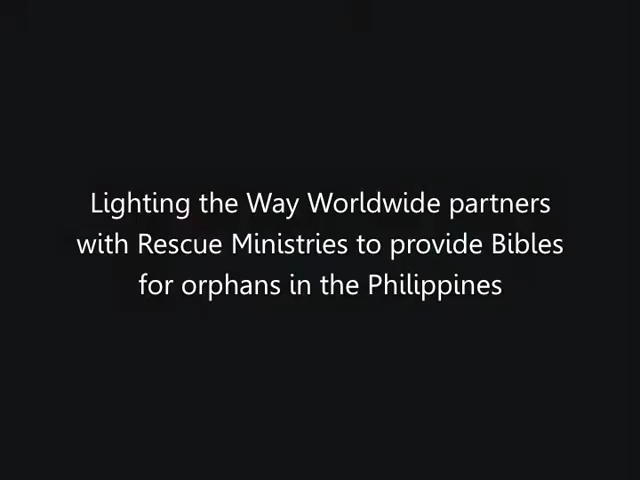 Lighting the Way Worldwide partners
with Rescue Ministries to provide Bibles
for orphans in the Philippines